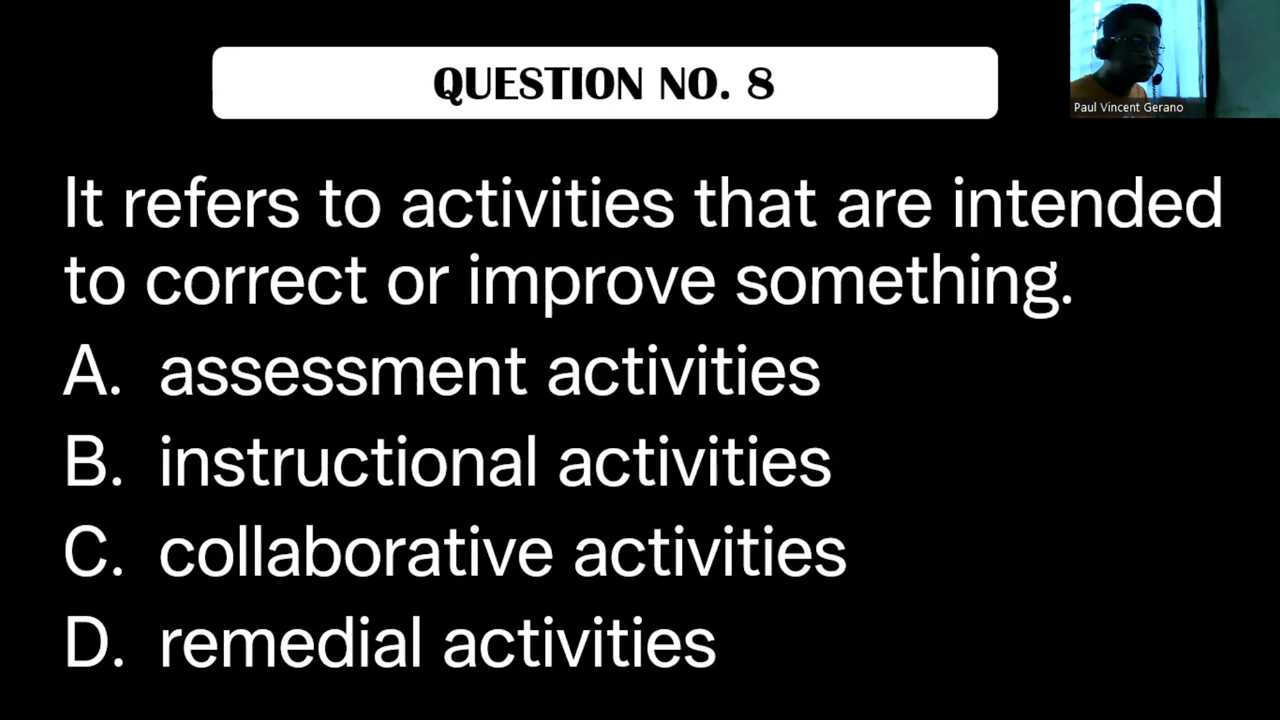 QUESTION NO. 8
Paul Vincent Gerano
It refers to activities that are intended
to correct or improve something.
A. assessment activities
B. instructional activities
C. collaborative activities
D. remedial activities